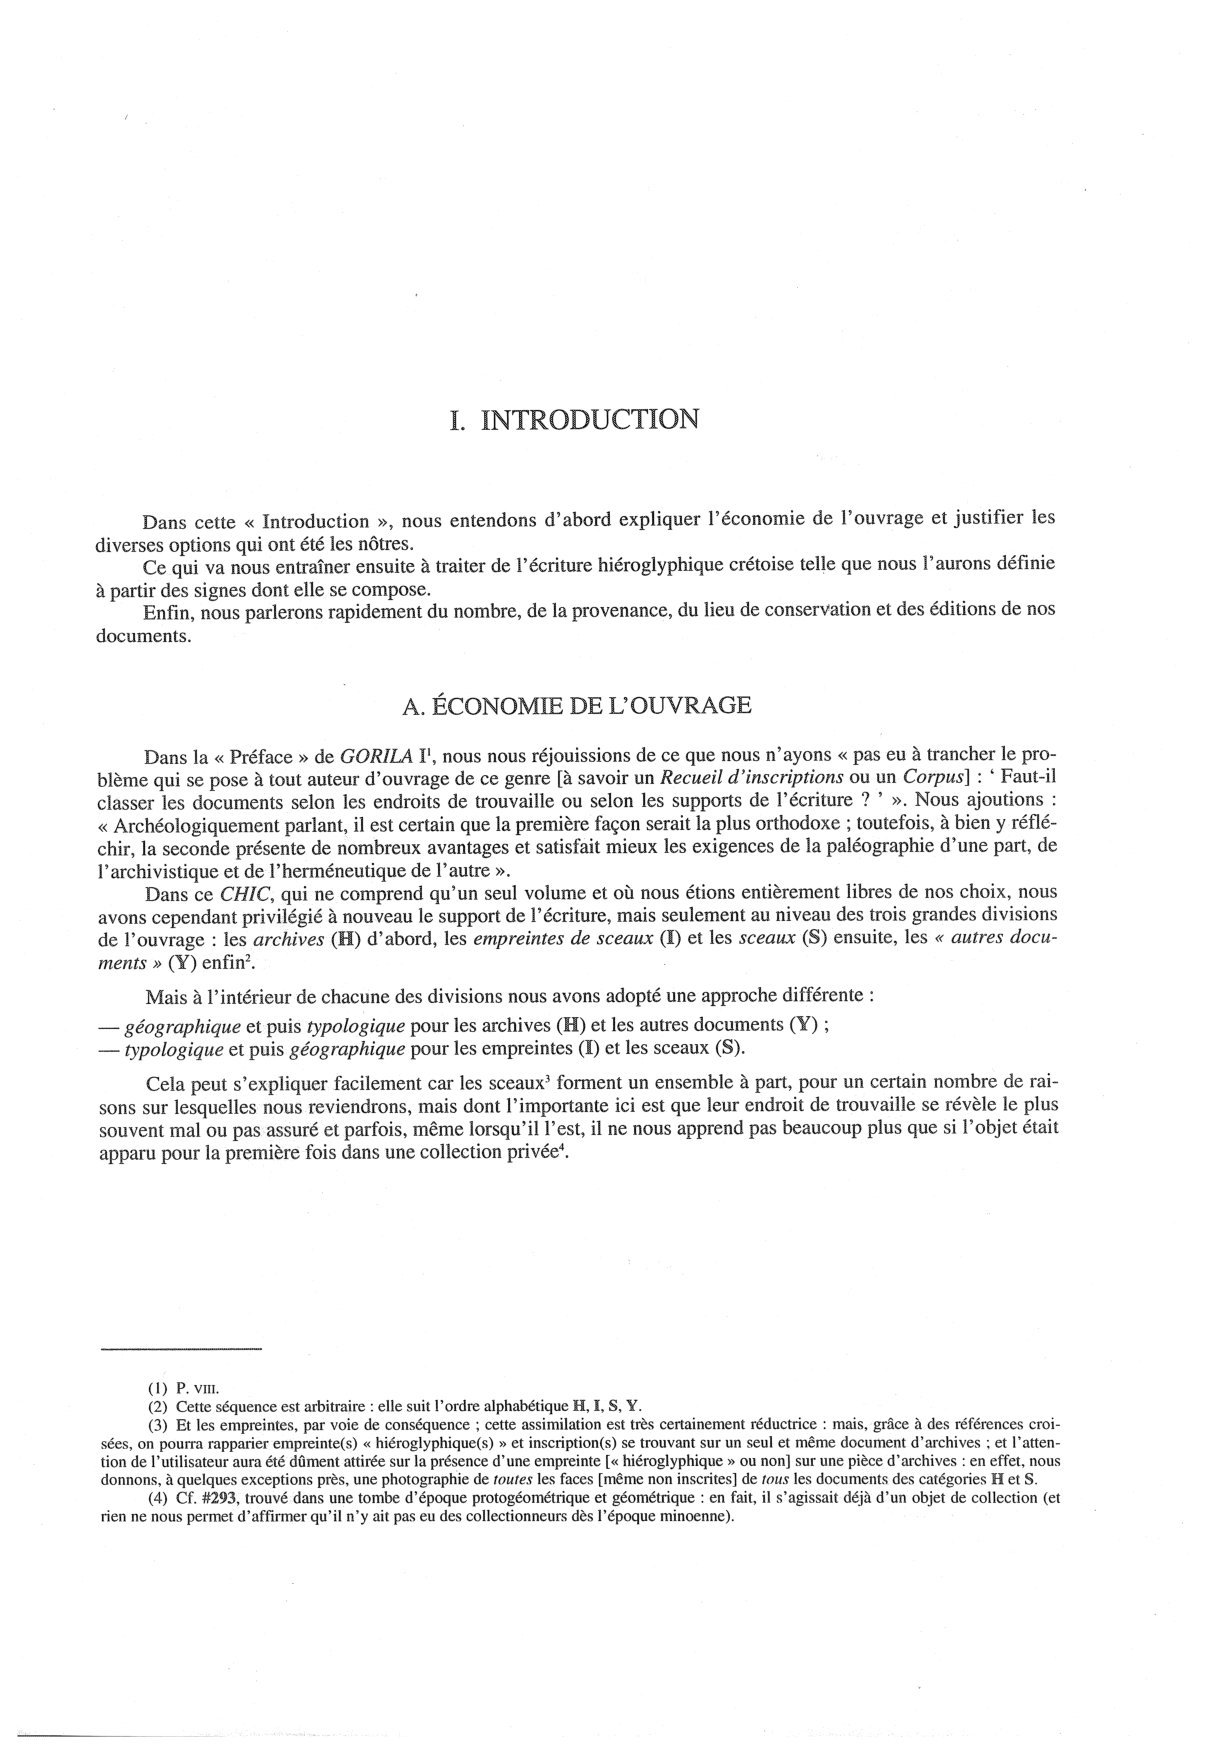 I. INTRODUCTION
Dans cette « Introduction », nous entendons d'abord expliquer l'économie de l'ouvrage et justifier les
diverses options qui ont été les nôtres.
Ce qui va nous entraîner ensuite à traiter de l'écriture hiéroglyphique crétoise telle que nous l'aurons définie
à partir des signes dont elle se compose.
Enfin, nous parlerons rapidement du nombre, de la provenance, du lieu de conservation et des éditions de nos
documents.
A. ÉCONOMIE DE L'OUVRAGE
Dans la « Préface » de GORILA I¹, nous nous réjouissions de ce que nous n'ayons « pas eu à trancher le pro-
blème qui se pose à tout auteur d'ouvrage de ce genre [à savoir un Recueil d'inscriptions ou un Corpus] : ‘ Faut-il
classer les documents selon les endroits de trouvaille ou selon les supports de l'écriture ? ’ ». Nous ajoutions :
« Archéologiquement parlant, il est certain que la première façon serait la plus orthodoxe ; toutefois, à bien y réflé-
chir, la seconde présente de nombreux avantages et satisfait mieux les exigences de la paléographie d'une part, de
l'archivistique et de l'herméneutique de l'autre ».
Dans ce CHIC, qui ne comprend qu'un seul volume et où nous étions entièrement libres de nos choix, nous
avons cependant privilégié à nouveau le support de l'écriture, mais seulement au niveau des trois grandes divisions
de l'ouvrage : les archives (H) d'abord, les empreintes de sceaux (I) et les sceaux (S) ensuite, les « autres docu-
ments » (Y) enfin².
Mais à l'intérieur de chacune des divisions nous avons adopté une approche différente :
— géographique et puis typologique pour les archives (H) et les autres documents (Y) ;
— typologique et puis géographique pour les empreintes (I) et les sceaux (S).
Cela peut s'expliquer facilement car les sceaux³ forment un ensemble à part, pour un certain nombre de rai-
sons sur lesquelles nous reviendrons, mais dont l'importante ici est que leur endroit de trouvaille se révèle le plus
souvent mal ou pas assuré et parfois, même lorsqu'il l'est, il ne nous apprend pas beaucoup plus que si l'objet était
apparu pour la première fois dans une collection privée⁴.
(1) P. VIII.
(2) Cette séquence est arbitraire : elle suit l'ordre alphabétique H, I, S, Y.
(3) Et les empreintes, par voie de conséquence ; cette assimilation est très certainement réductrice : mais, grâce à des références croi-
sées, on pourra rapparier empreinte(s) « hiéroglyphique(s) » et inscription(s) se trouvant sur un seul et même document d'archives ; et l'atten-
tion de l'utilisateur aura été dûment attirée sur la présence d'une empreinte [« hiéroglyphique » ou non] sur une pièce d'archives : en effet, nous
donnons, à quelques exceptions près, une photographie de toutes les faces [même non inscrites] de tous les documents des catégories H et S.
(4) Cf. #293, trouvé dans une tombe d'époque protogéométrique et géométrique : en fait, il s'agissait déjà d'un objet de collection (et
rien ne nous permet d'affirmer qu'il n'y ait pas eu des collectionneurs dès l'époque minoenne).